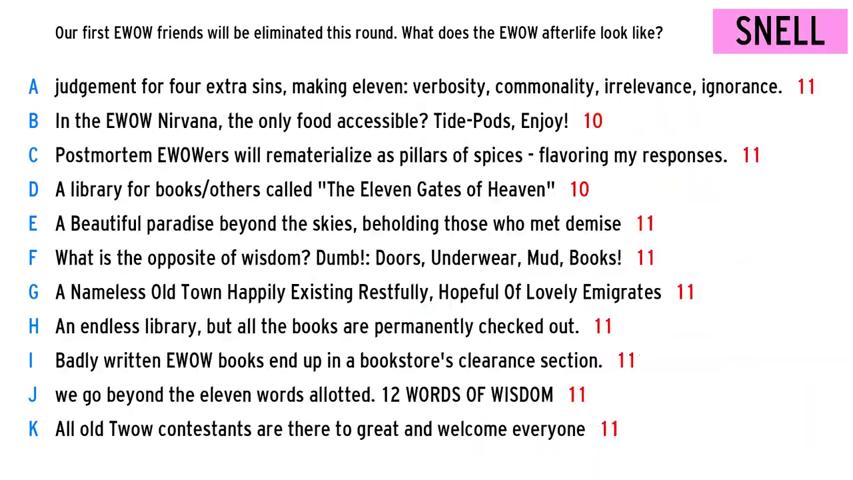 Our first EWOW friends will be eliminated this round. What does the EWOW afterlife look like?
SNELL
A judgement for four extra sins, making eleven: verbosity, commonality, irrelevance, ignorance. 11
B In the EWOW Nirvana, the only food accessible? Tide-Pods, Enjoy! 10
C Postmortem EWOWers will rematerialize as pillars of spices - flavoring my responses. 11
D A library for books/others called "The Eleven Gates of Heaven" 10
E A Beautiful paradise beyond the skies, beholding those who met demise 11
F What is the opposite of wisdom? Dumb!: Doors, Underwear, Mud, Books! 11
G A Nameless Old Town Happily Existing Restfully, Hopeful Of Lovely Emigrates 11
H An endless library, but all the books are permanently checked out. 11
I Badly written EWOW books end up in a bookstore's clearance section. 11
J we go beyond the eleven words allotted. 12 WORDS OF WISDOM 11
K All old Twow contestants are there to great and welcome everyone 11